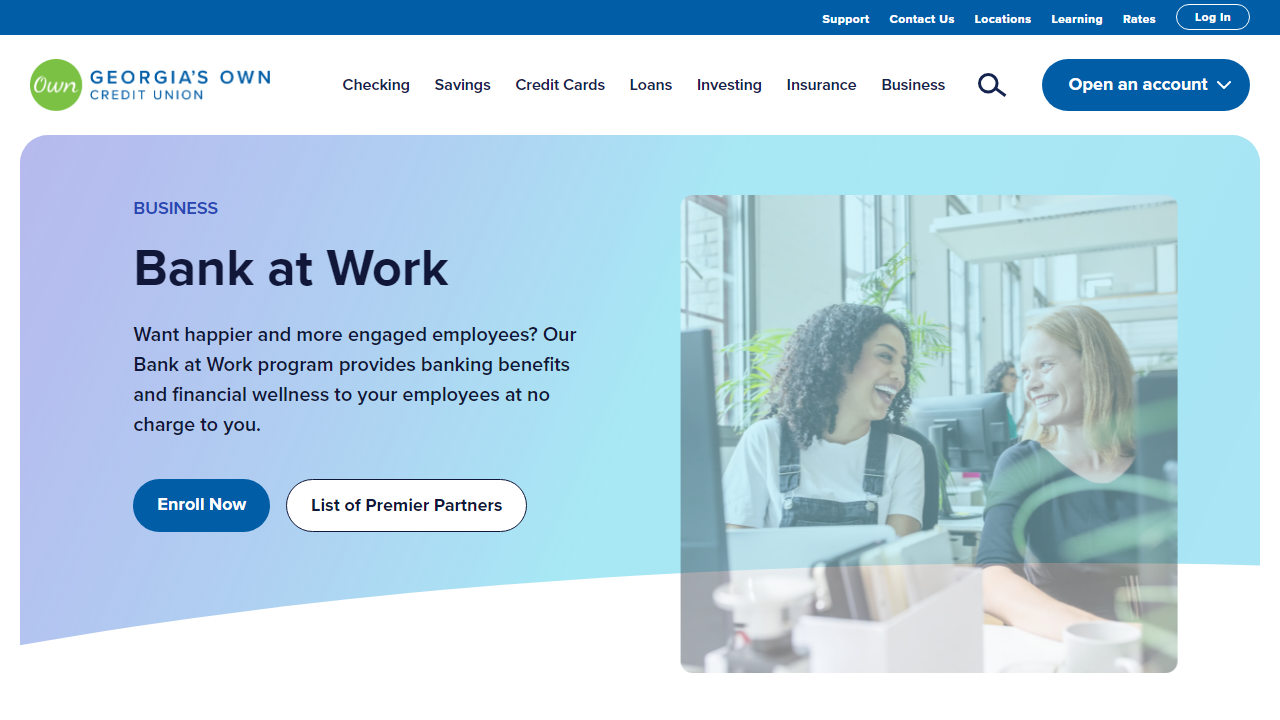 Support Contact Us Locations Learning Rates Log In
Own GEORGIA'S OWN
CREDIT UNION
Checking Savings Credit Cards Loans Investing Insurance Business Open an account
BUSINESS
Bank at Work
Want happier and more engaged employees? Our
Bank at Work program provides banking benefits
and financial wellness to your employees at no
charge to you.
Enroll Now List of Premier Partners